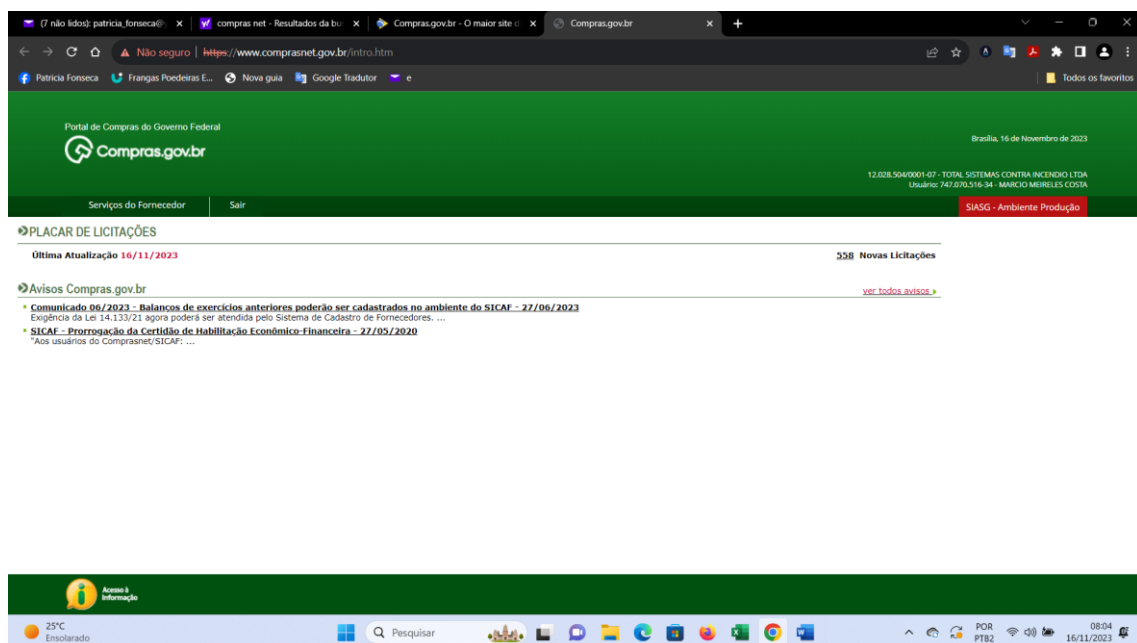 (7 não lidos): patricia_fonseca@
compras net - Resultados da bu
Compras.gov.br - O maior site d
Compras.gov.br
Não seguro | https://www.comprasnet.gov.br/intro.htm
Patricia Fonseca
Frangas Poedeiras E...
Nova guia
Google Tradutor
e
Todos os favoritos
Portal de Compras do Governo Federal
Compras.gov.br
Brasília, 16 de Novembro de 2023
12.028.504/0001-07 - TOTAL SISTEMAS CONTRA INCENDIO LTDA
Usuário: 747.070.516-34 - MARCIO MEIRELES COSTA
Serviços do Fornecedor
Sair
SIASG - Ambiente Produção
PLACAR DE LICITAÇÕES
Última Atualização 16/11/2023
558 Novas Licitações
Avisos Compras.gov.br
ver todos avisos
Comunicado 06/2023 - Balanços de exercícios anteriores poderão ser cadastrados no ambiente do SICAF - 27/06/2023
Exigência da Lei 14.133/21 agora poderá ser atendida pelo Sistema de Cadastro de Fornecedores. ...
SICAF - Prorrogação da Certidão de Habilitação Econômico-Financeira - 27/05/2020
"Aos usuários do Comprasnet/SICAF: ...
Acesso à
Informação
25°C
Ensolarado
Pesquisar
POR
PTB2
08:04
16/11/2023